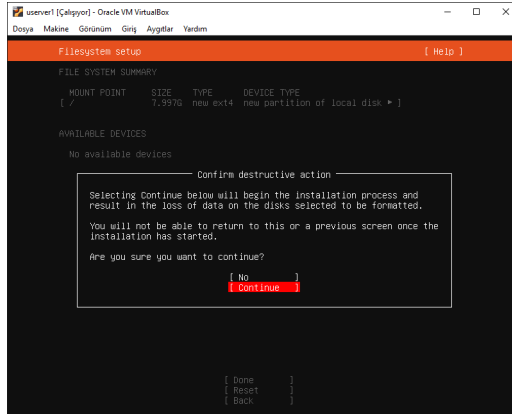 userver1 [Çalışıyor] - Oracle VM VirtualBox
Dosya Makine Görünüm Giriş Aygıtlar Yardım
Filesystem setup [ Help ]
FILE SYSTEM SUMMARY
MOUNT POINT SIZE TYPE DEVICE TYPE
[ / 7.997G new ext4 new partition of local disk ▸ ]
AVAILABLE DEVICES
No available devices
Confirm destructive action
Selecting Continue below will begin the installation process and
result in the loss of data on the disks selected to be formatted.
You will not be able to return to this or a previous screen once the
installation has started.
Are you sure you want to continue?
[ No ]
[ Continue ]
[ Done ]
[ Reset ]
[ Back ]